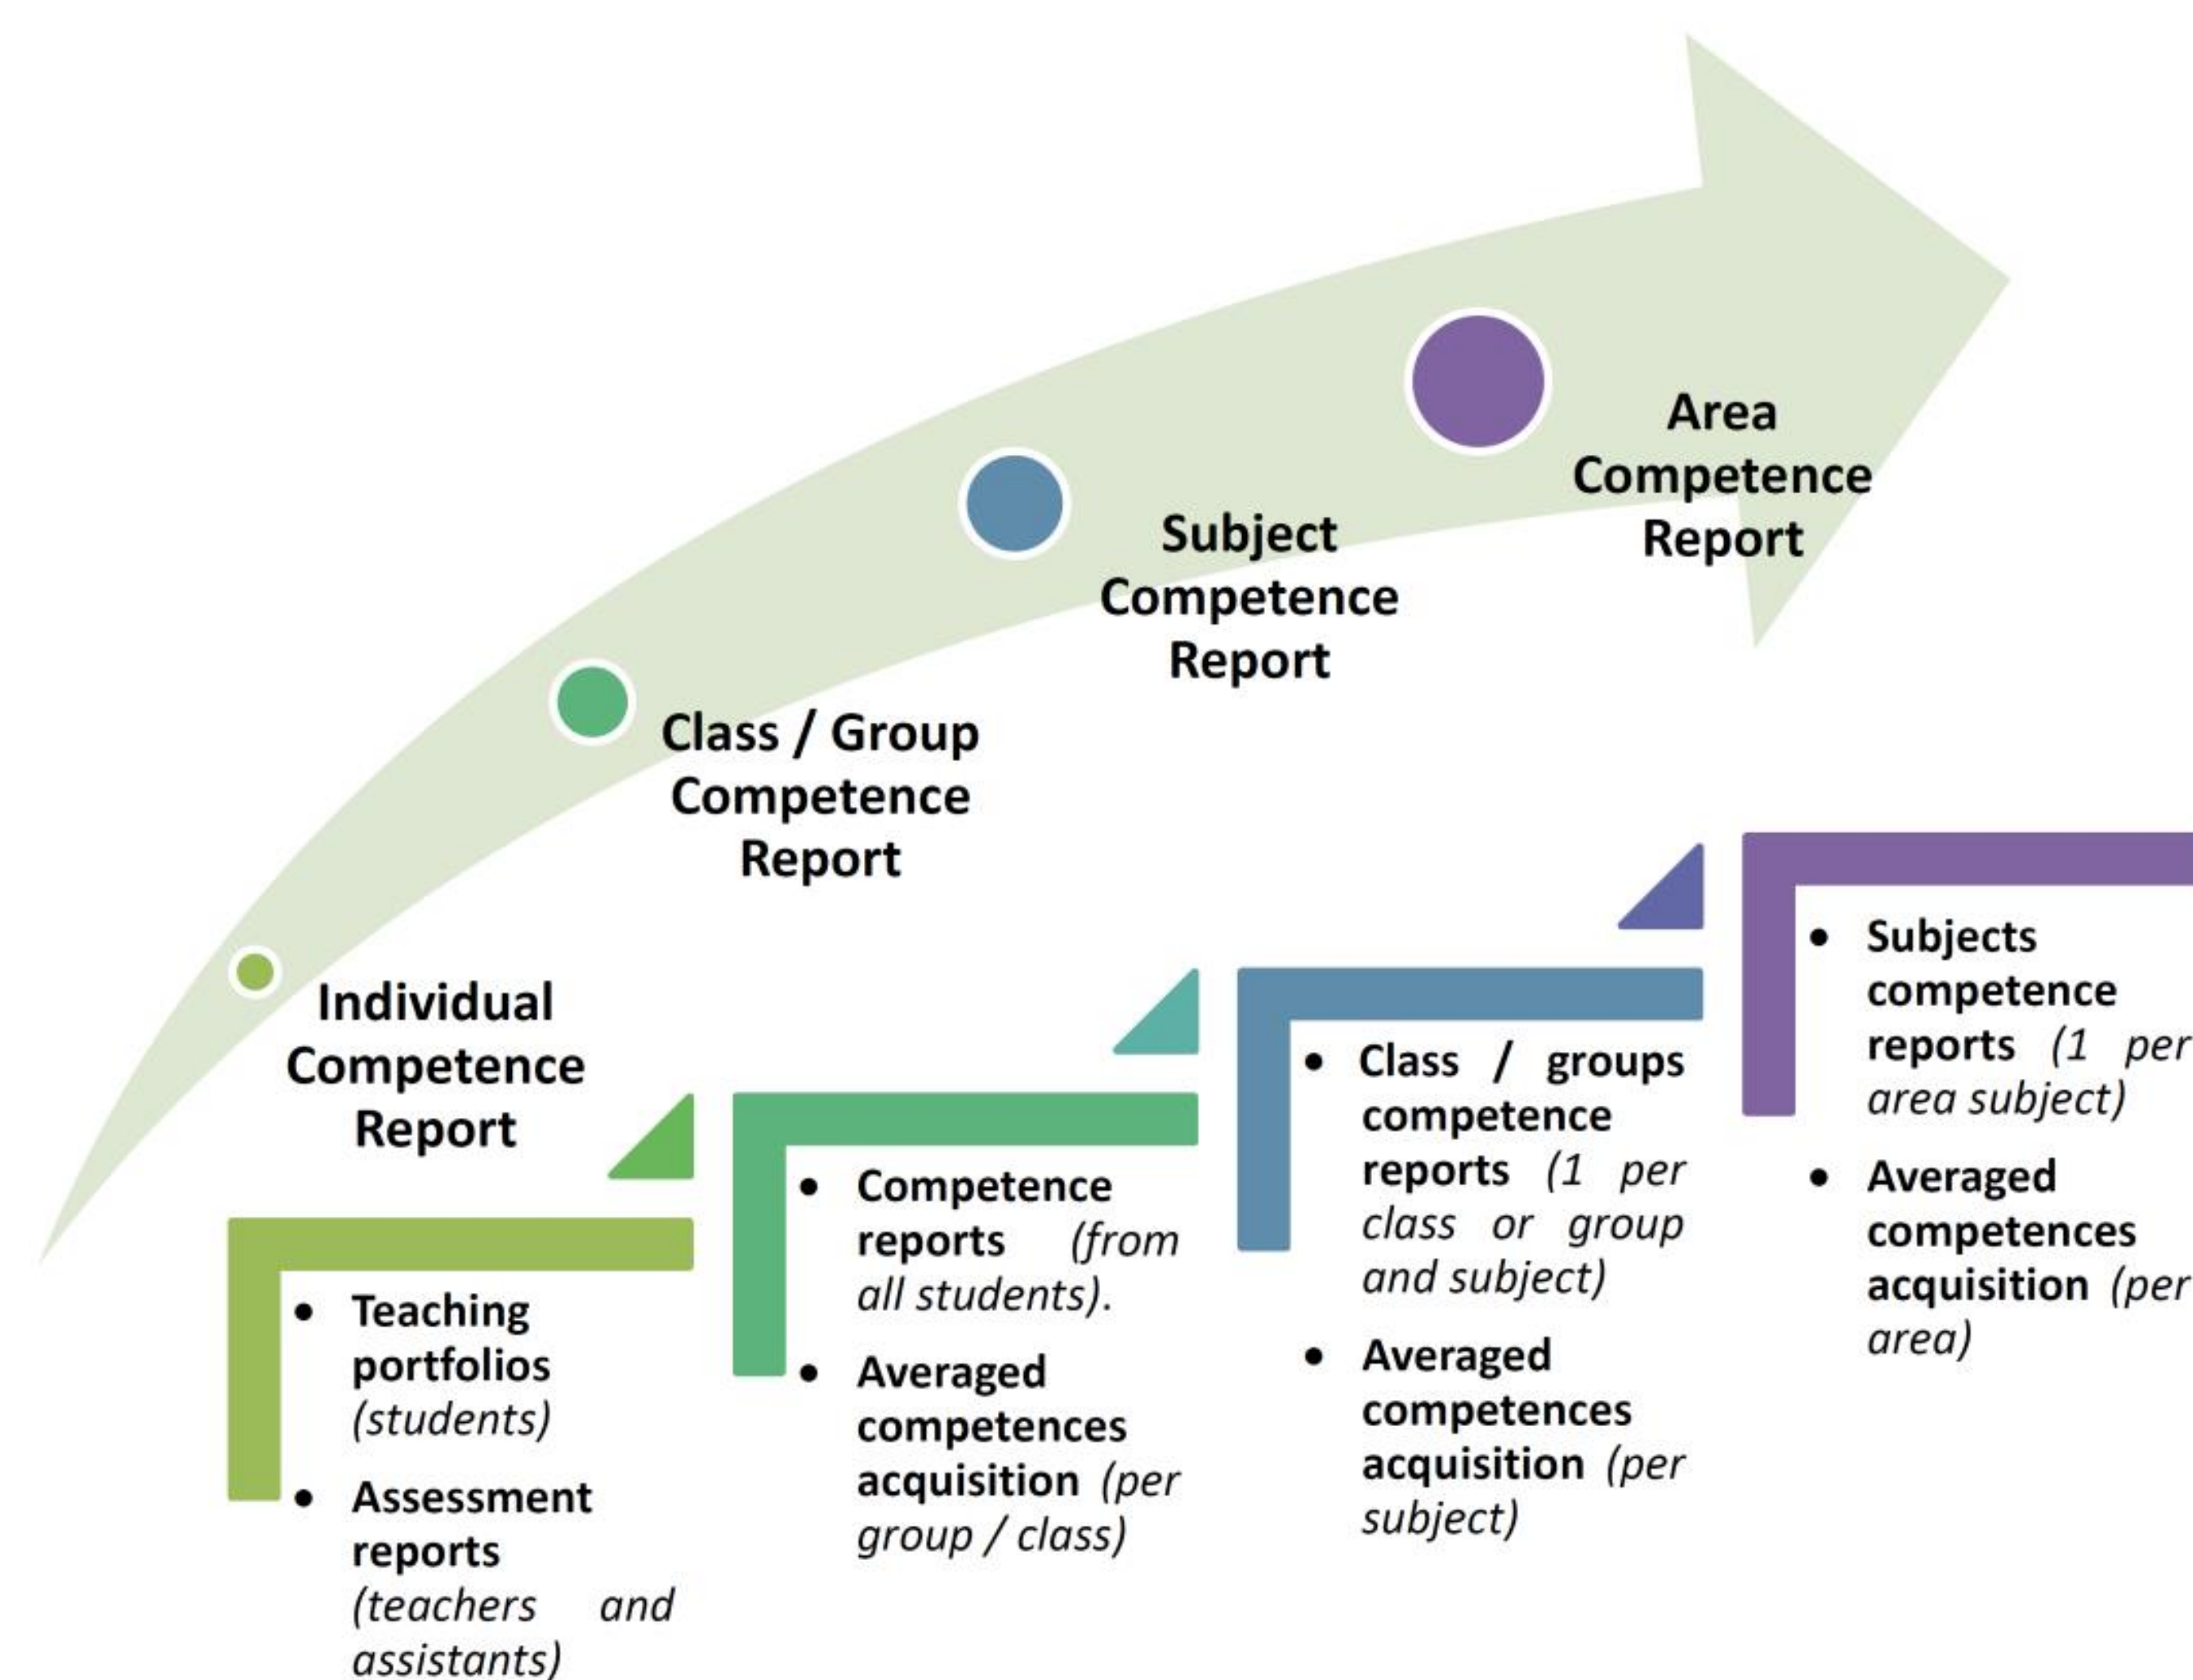 Area
Competence
Report
Subject
Competence
Report
Class / Group
Competence
Report
Individual
Competence
Report
• Teaching
portfolios
(students)
• Assessment
reports
(teachers and
assistants)
• Competence
reports (from
all students).
• Averaged
competences
acquisition (per
group / class)
• Class / groups
competence
reports (1 per
class or group
and subject)
• Averaged
competences
acquisition (per
subject)
• Subjects
competence
reports (1 per
area subject)
• Averaged
competences
acquisition (per
area)